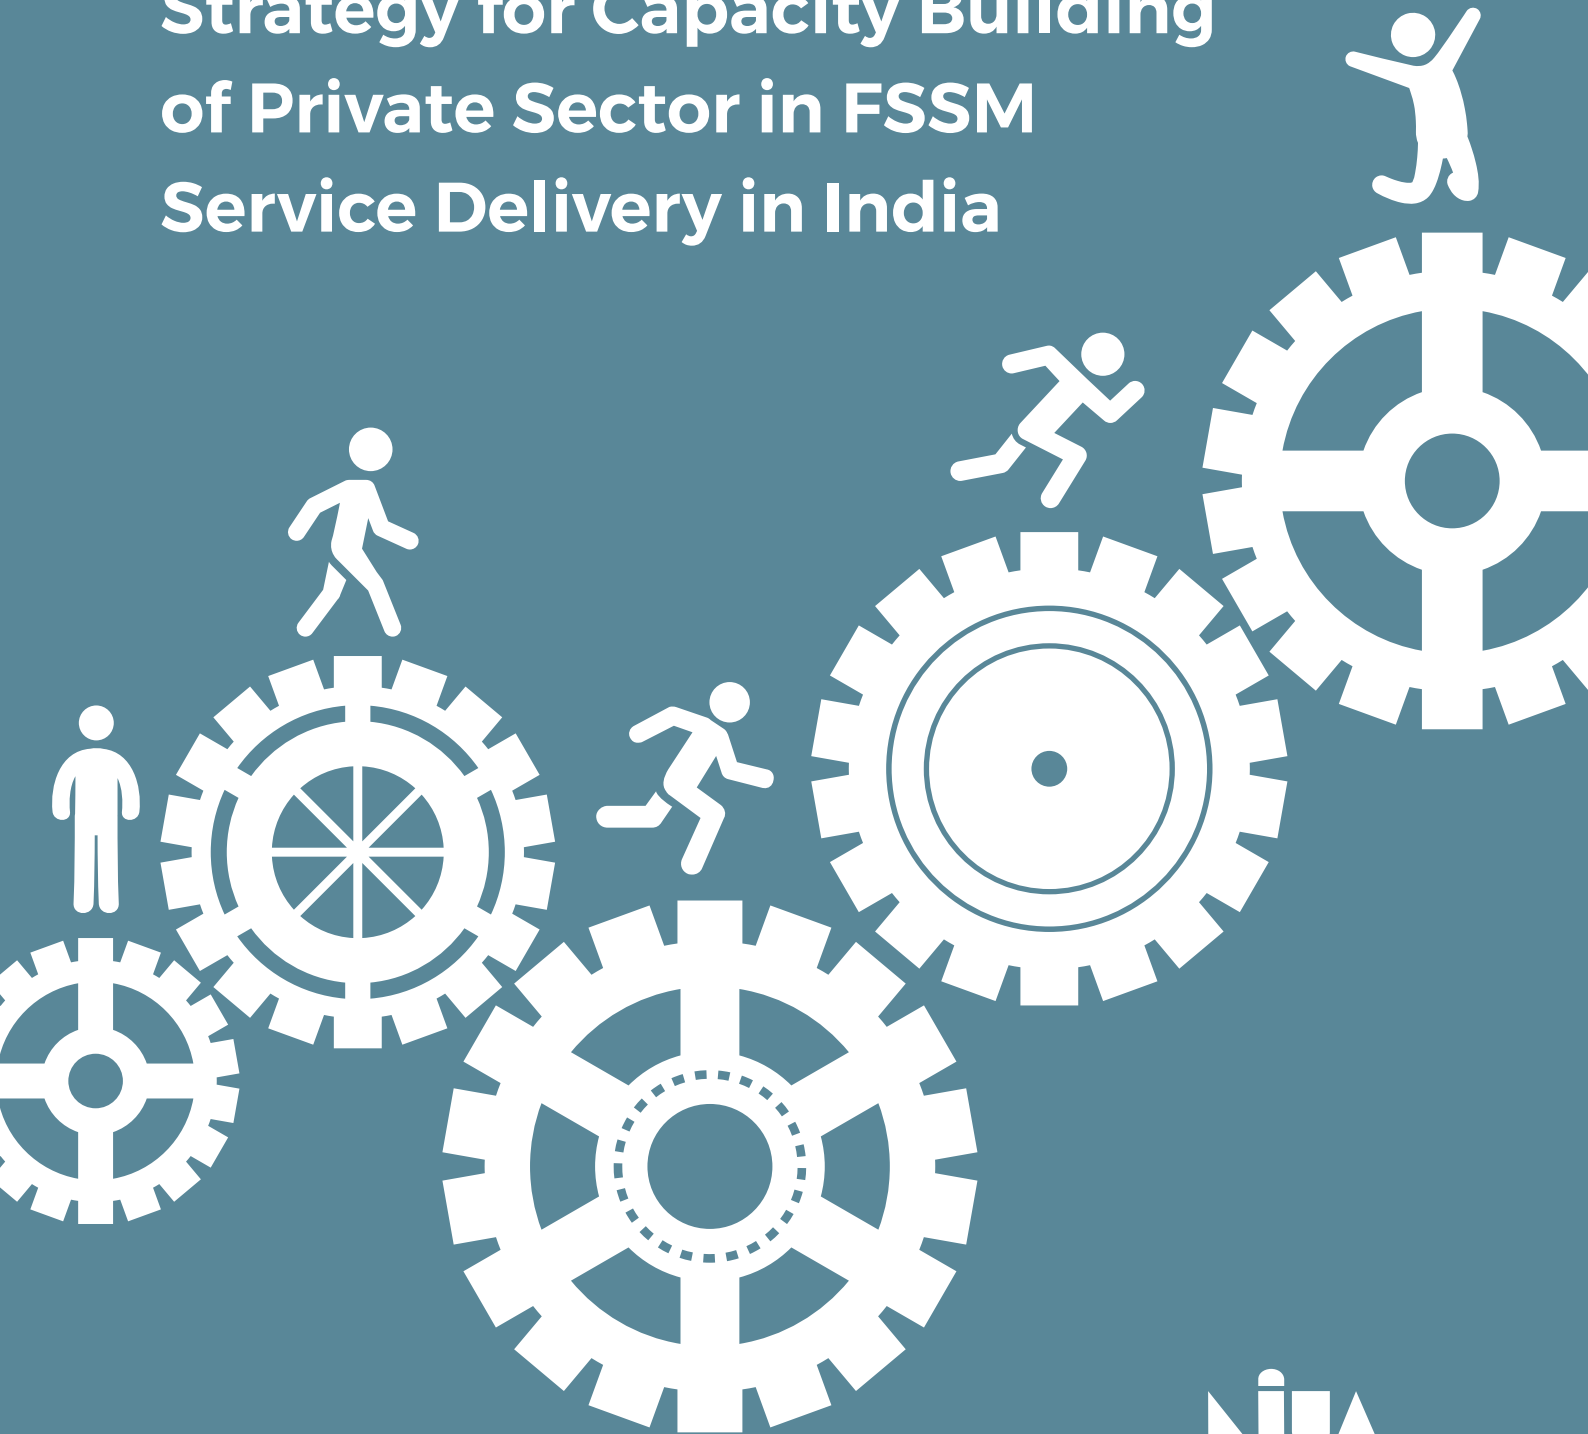 Strategy for Capacity Building
of Private Sector in FSSM
Service Delivery in India